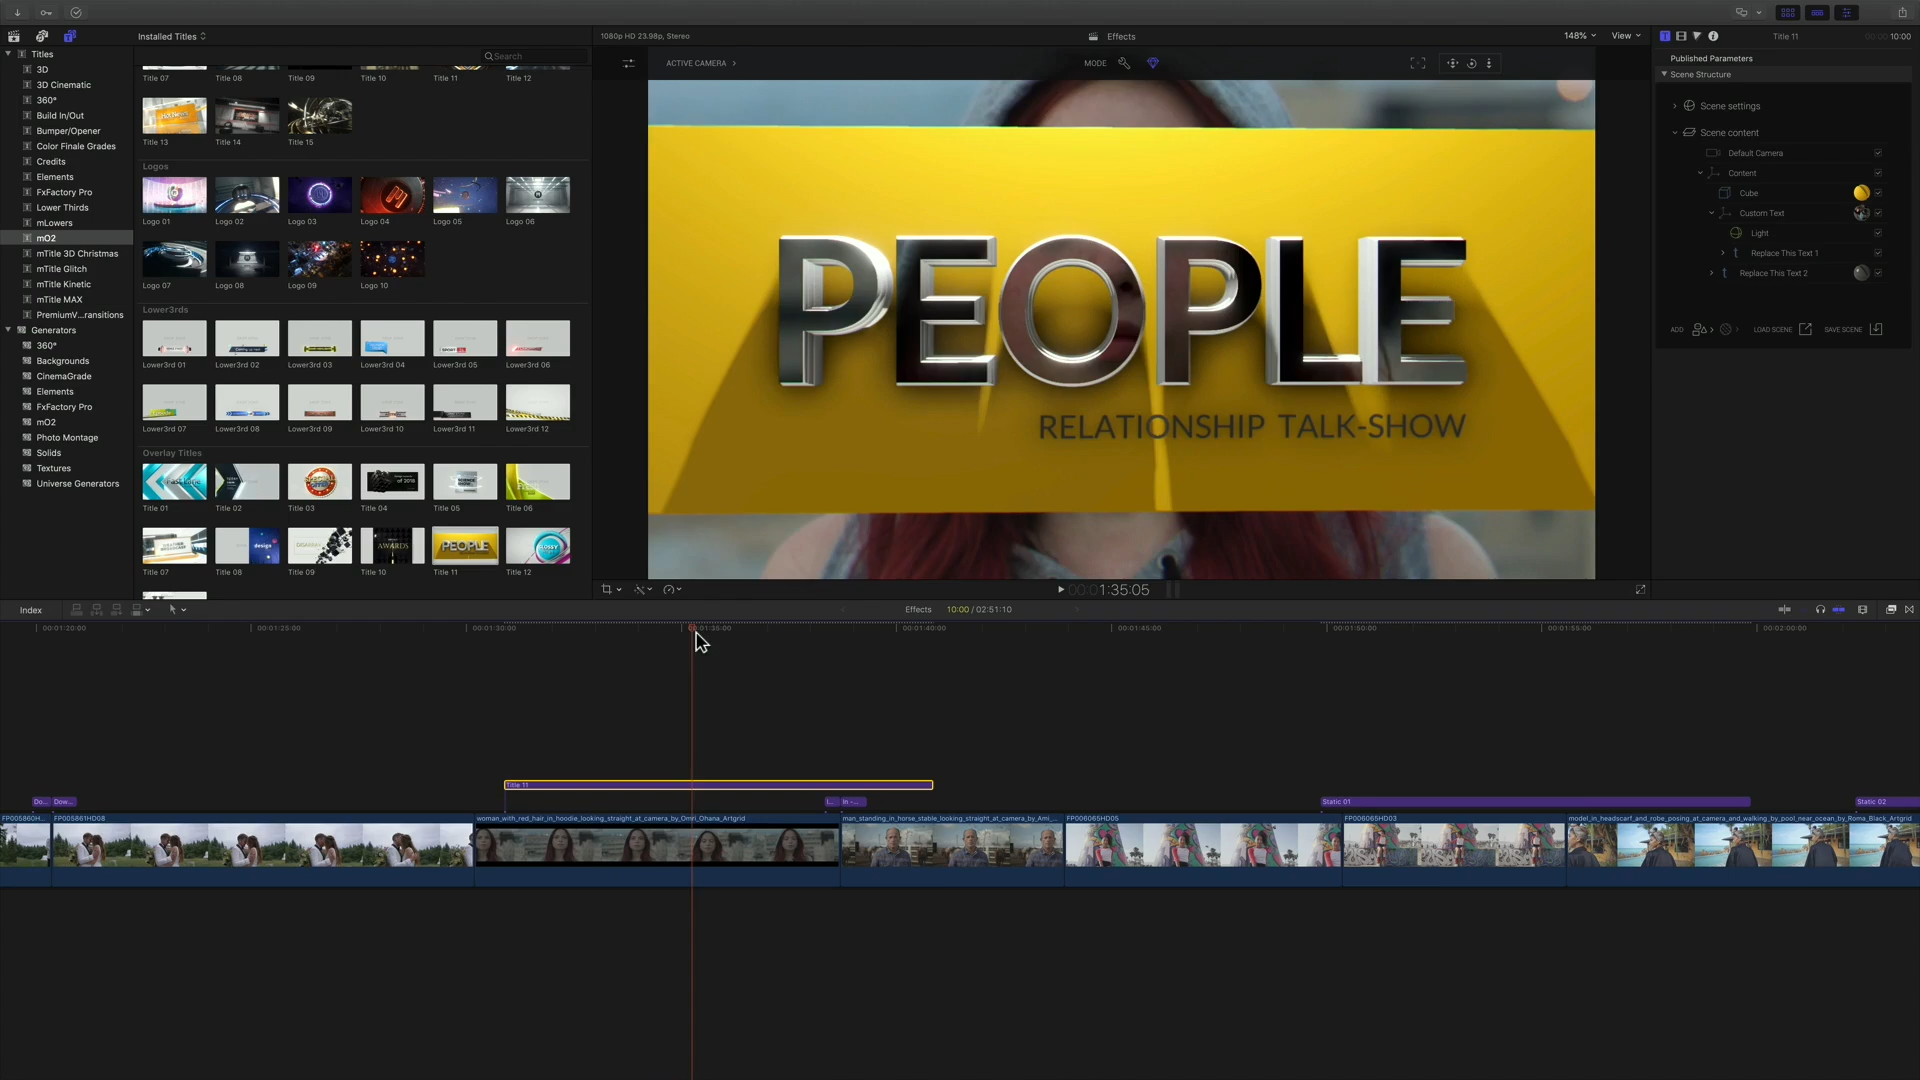 Installed Titles
1080p HD 23.98p, Stereo
Effects
148%
View
Title 11
10:00
Titles
3D
3D Cinematic
360°
Build In/Out
Bumper/Opener
Color Finale Grades
Credits
Elements
FxFactory Pro
Lower Thirds
mLowers
mO2
mTitle 3D Christmas
mTitle Glitch
mTitle Kinetic
mTitle MAX
PremiumV...ransitions
Generators
360°
Backgrounds
CinemaGrade
Elements
FxFactory Pro
mO2
Photo Montage
Solids
Textures
Universe Generators
Search
Title 07 Title 08 Title 09 Title 10 Title 11 Title 12
Title 13 Title 14 Title 15
Logos
Logo 01 Logo 02 Logo 03 Logo 04 Logo 05 Logo 06
Logo 07 Logo 08 Logo 09 Logo 10
Lower3rds
Lower3rd 01 Lower3rd 02 Lower3rd 03 Lower3rd 04 Lower3rd 05 Lower3rd 06
Lower3rd 07 Lower3rd 08 Lower3rd 09 Lower3rd 10 Lower3rd 11 Lower3rd 12
Overlay Titles
Title 01 Title 02 Title 03 Title 04 Title 05 Title 06
design
AWARDS
PEOPLE
GLOSSY
Title 07 Title 08 Title 09 Title 10 Title 11 Title 12
ACTIVE CAMERA
MODE
PEOPLE
RELATIONSHIP TALK-SHOW
00:01:35:05
Published Parameters
Scene Structure
Scene settings
Scene content
Default Camera
Content
Cube
Custom Text
Light
Replace This Text 1
Replace This Text 2
ADD
LOAD SCENE
SAVE SCENE
Index
Effects
10:00 / 02:51:10
00:01:20:00 00:01:25:00 00:01:30:00 00:01:35:00 00:01:40:00 00:01:45:00 00:01:50:00 00:01:55:00 00:02:00:00
Title 11
Do... Dow... I... In -... Static 01 Static 02
FP005860H... FP005861HD08 woman_with_red_hair_in_hoodie_looking_straight_at_camera_by_Omri_Ohana_Artgrid man_standing_in_horse_stable_looking_straight_at_camera_by_Ami_... FP006065HD05 FP006065HD03 model_in_headscarf_and_robe_posing_at_camera_and_walking_by_pool_near_ocean_by_Roma_Black_Artgrid